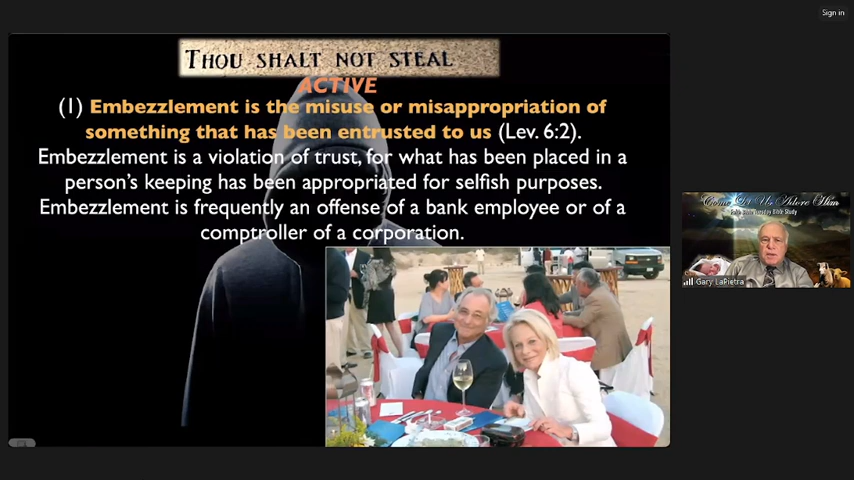 Sign in
THOU SHALT NOT STEAL
ACTIVE
(1) Embezzlement is the misuse or misappropriation of
something that has been entrusted to us (Lev. 6:2).
Embezzlement is a violation of trust, for what has been placed in a
person's keeping has been appropriated for selfish purposes.
Embezzlement is frequently an offense of a bank employee or of a
comptroller of a corporation.
Come Let Us Adore Him
Bible Study
Gary LaPietra